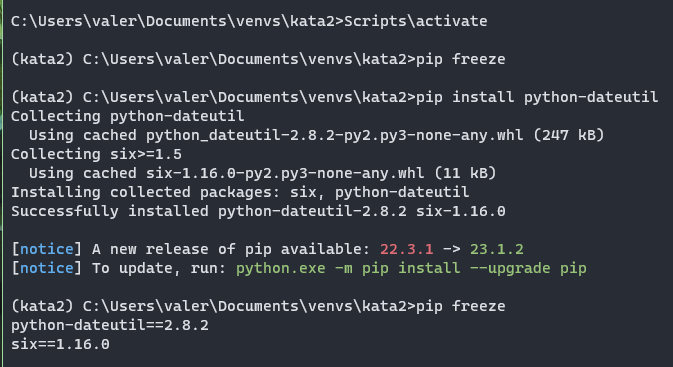 C:\Users\valer\Documents\venvs\kata2>Scripts\activate
(kata2) C:\Users\valer\Documents\venvs\kata2>pip freeze
(kata2) C:\Users\valer\Documents\venvs\kata2>pip install python-dateutil
Collecting python-dateutil
  Using cached python_dateutil-2.8.2-py2.py3-none-any.whl (247 kB)
Collecting six>=1.5
  Using cached six-1.16.0-py2.py3-none-any.whl (11 kB)
Installing collected packages: six, python-dateutil
Successfully installed python-dateutil-2.8.2 six-1.16.0
[notice] A new release of pip available: 22.3.1 -> 23.1.2
[notice] To update, run: python.exe -m pip install --upgrade pip
(kata2) C:\Users\valer\Documents\venvs\kata2>pip freeze
python-dateutil==2.8.2
six==1.16.0